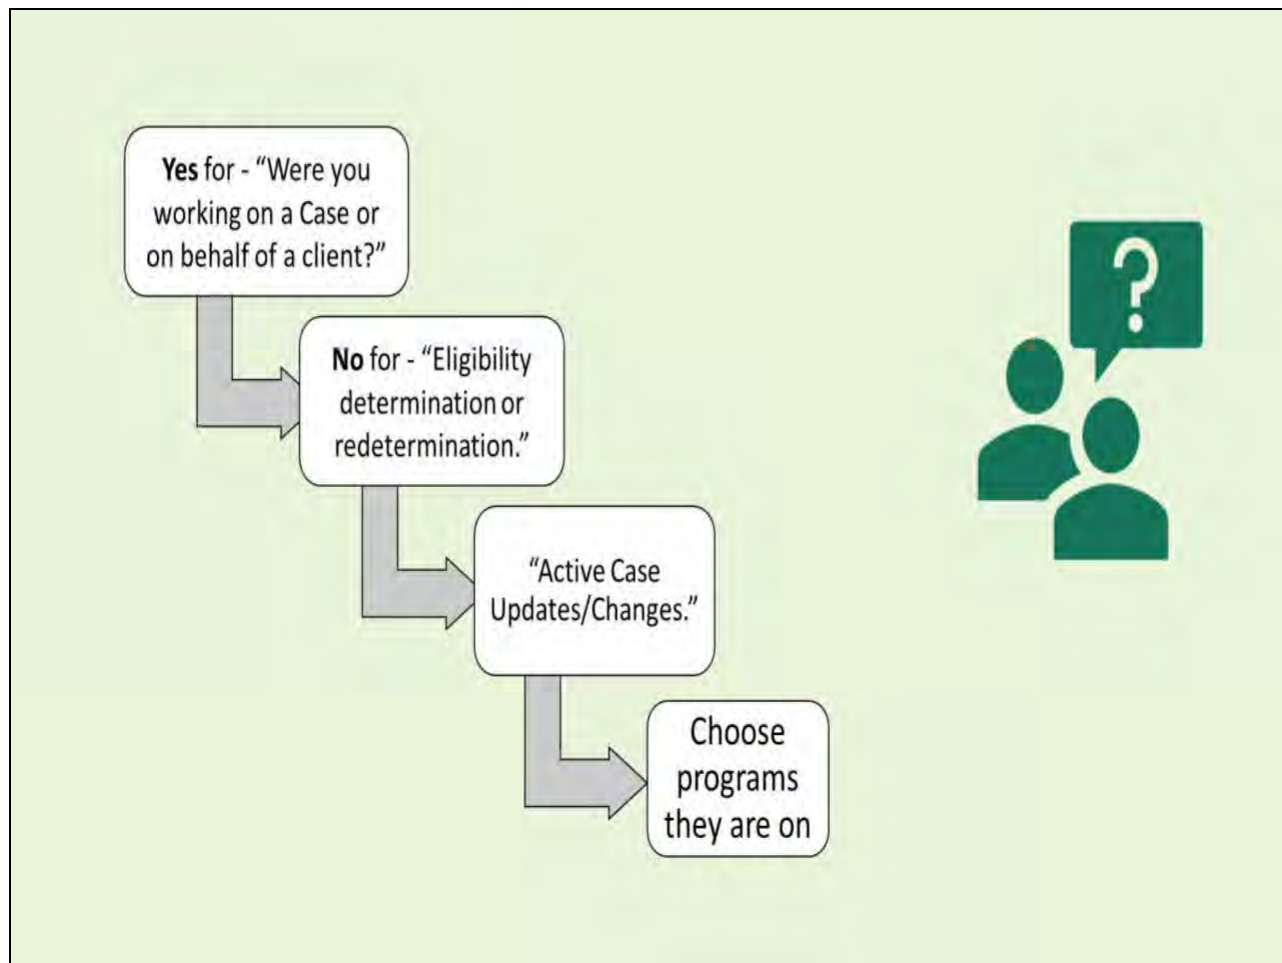 Yes for - “Were you
working on a Case or
on behalf of a client?”
No for - “Eligibility
determination or
redetermination.”
“Active Case
Updates/Changes.”
Choose
programs
they are on
?